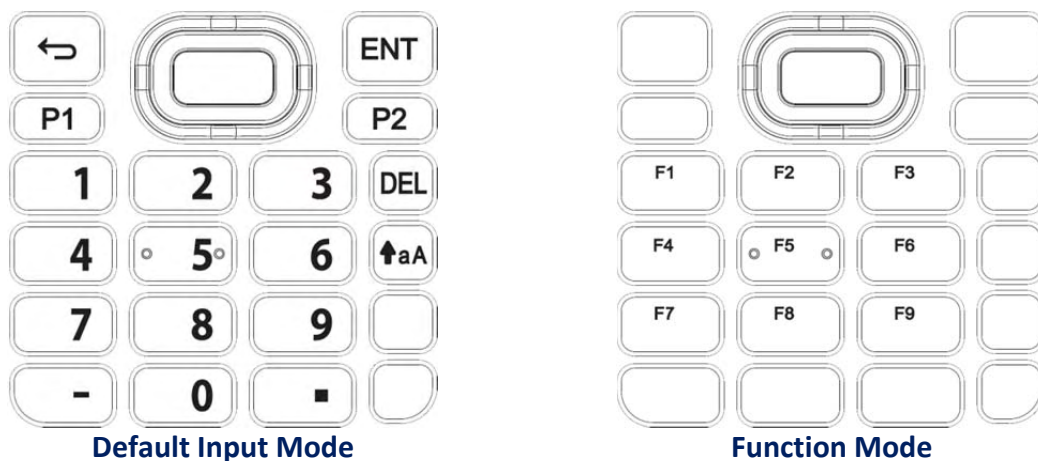 ↩ ENT
P1 P2
1 2 3 DEL
4 5 6 ⬆aA
7 8 9
- 0 .
Default Input Mode
F1 F2 F3
F4 F5 F6
F7 F8 F9
Function Mode